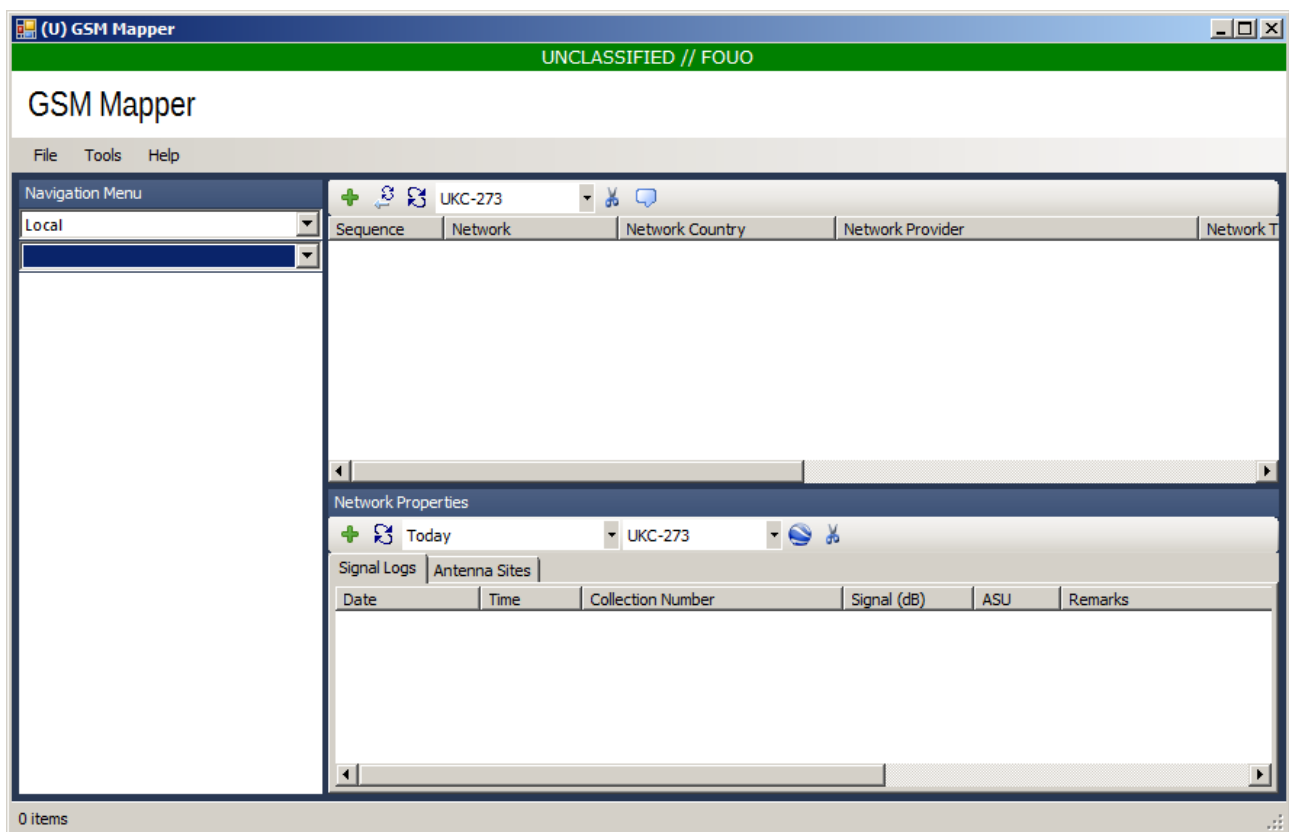 (U) GSM Mapper
UNCLASSIFIED // FOUO
GSM Mapper
File Tools Help
Navigation Menu
Local
UKC-273
Sequence Network Network Country Network Provider Network T
Network Properties
Today UKC-273
Signal Logs Antenna Sites
Date Time Collection Number Signal (dB) ASU Remarks
0 items